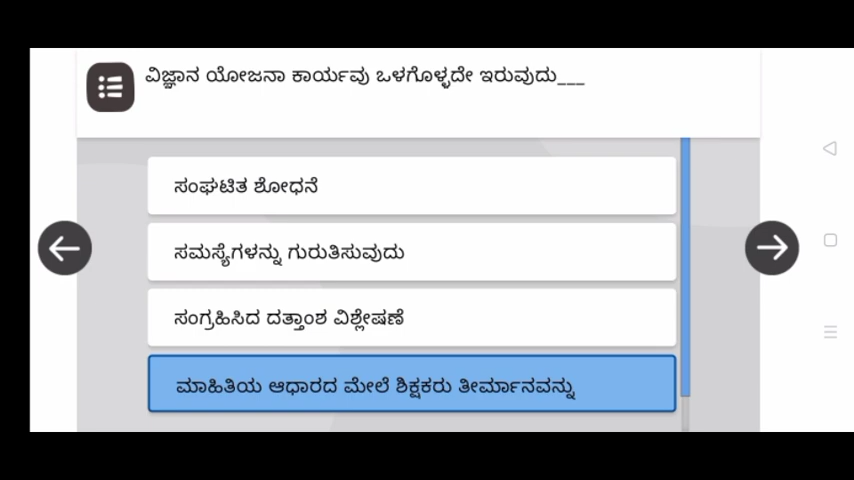 ವಿಜ್ಞಾನ ಯೋಜನಾ ಕಾರ್ಯವು ಒಳಗೊಳ್ಳದೇ ಇರುವುದು___
ಸಂಘಟಿತ ಶೋಧನೆ
ಸಮಸ್ಯೆಗಳನ್ನು ಗುರುತಿಸುವುದು
ಸಂಗ್ರಹಿಸಿದ ದತ್ತಾಂಶ ವಿಶ್ಲೇಷಣೆ
ಮಾಹಿತಿಯ ಆಧಾರದ ಮೇಲೆ ಶಿಕ್ಷಕರು ತೀರ್ಮಾನವನ್ನು